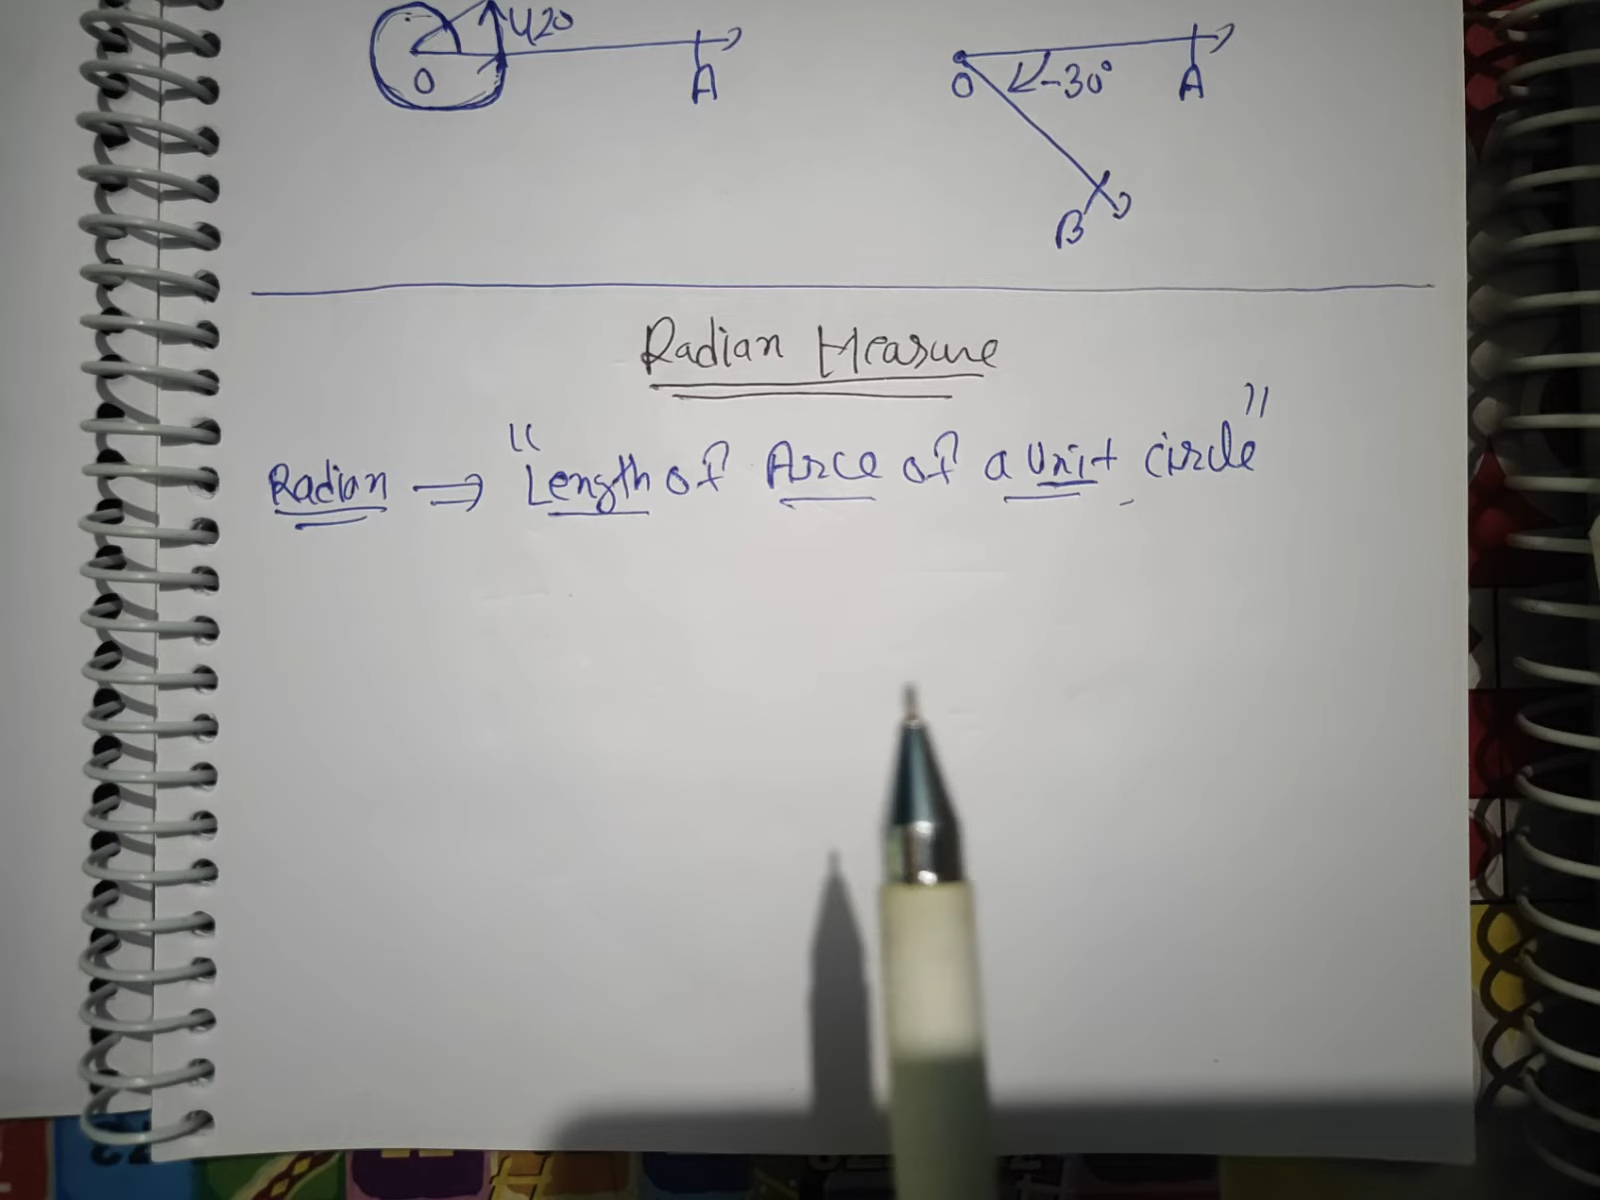 420
O
A
O
-30°
A
B
Radian Measure
Radian ⇒ "Length of Arce of a unit circle"